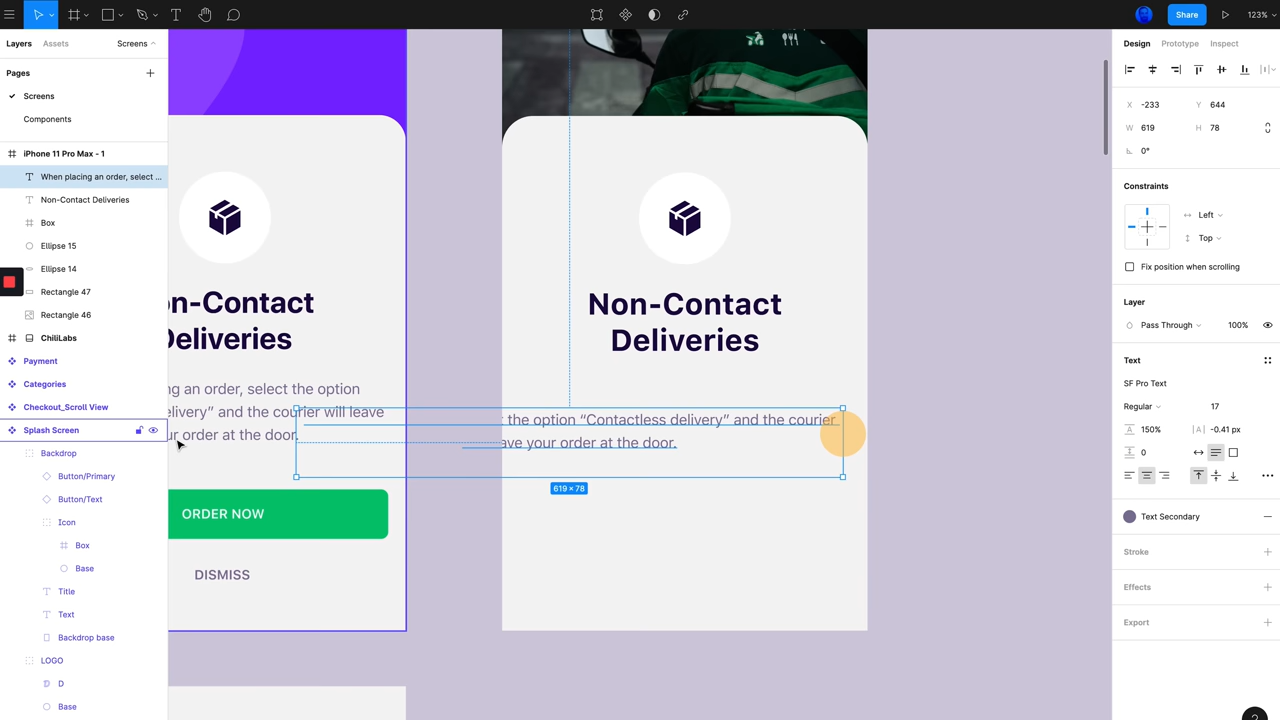 Share
123%
Layers
Assets
Screens
Pages
Screens
Components
iPhone 11 Pro Max - 1
When placing an order, select ...
Non-Contact Deliveries
Box
Ellipse 15
Ellipse 14
Rectangle 47
Rectangle 46
ChiliLabs
Payment
Categories
Checkout_Scroll View
Splash Screen
Backdrop
Button/Primary
Button/Text
Icon
Box
Base
Title
Text
Backdrop base
LOGO
D
Base
on-Contact
Deliveries
ng an order, select the option
elivery” and the courier will leave
ur order at the door.
ORDER NOW
DISMISS
Non-Contact
Deliveries
the option “Contactless delivery” and the courier
ave your order at the door.
619 × 78
Design
Prototype
Inspect
X -233 Y 644
W 619 H 78
0°
Constraints
Left
Top
Fix position when scrolling
Layer
Pass Through 100%
Text
SF Pro Text
Regular 17
150% |A| -0.41 px
0
Text Secondary
Stroke
Effects
Export
?